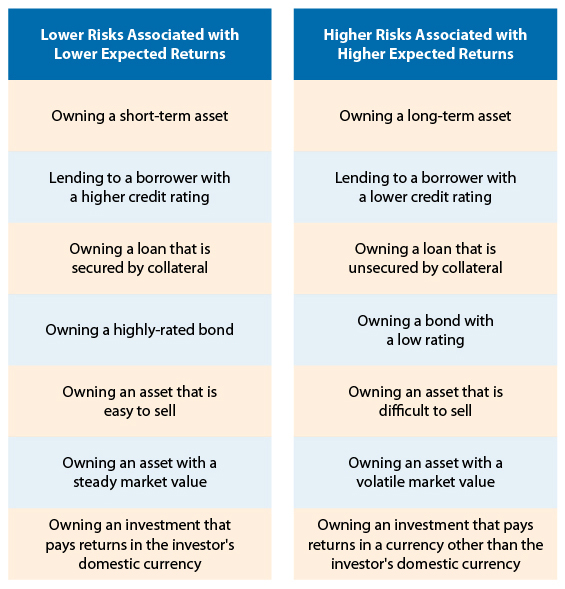 Lower Risks Associated with
Lower Expected Returns
Higher Risks Associated with
Higher Expected Returns
Owning a short-term asset
Owning a long-term asset
Lending to a borrower with
a higher credit rating
Lending to a borrower with
a lower credit rating
Owning a loan that is
secured by collateral
Owning a loan that is
unsecured by collateral
Owning a highly-rated bond
Owning a bond with
a low rating
Owning an asset that is
easy to sell
Owning an asset that is
difficult to sell
Owning an asset with a
steady market value
Owning an asset with a
volatile market value
Owning an investment that
pays returns in the investor's
domestic currency
Owning an investment that pays
returns in a currency other than the
investor's domestic currency